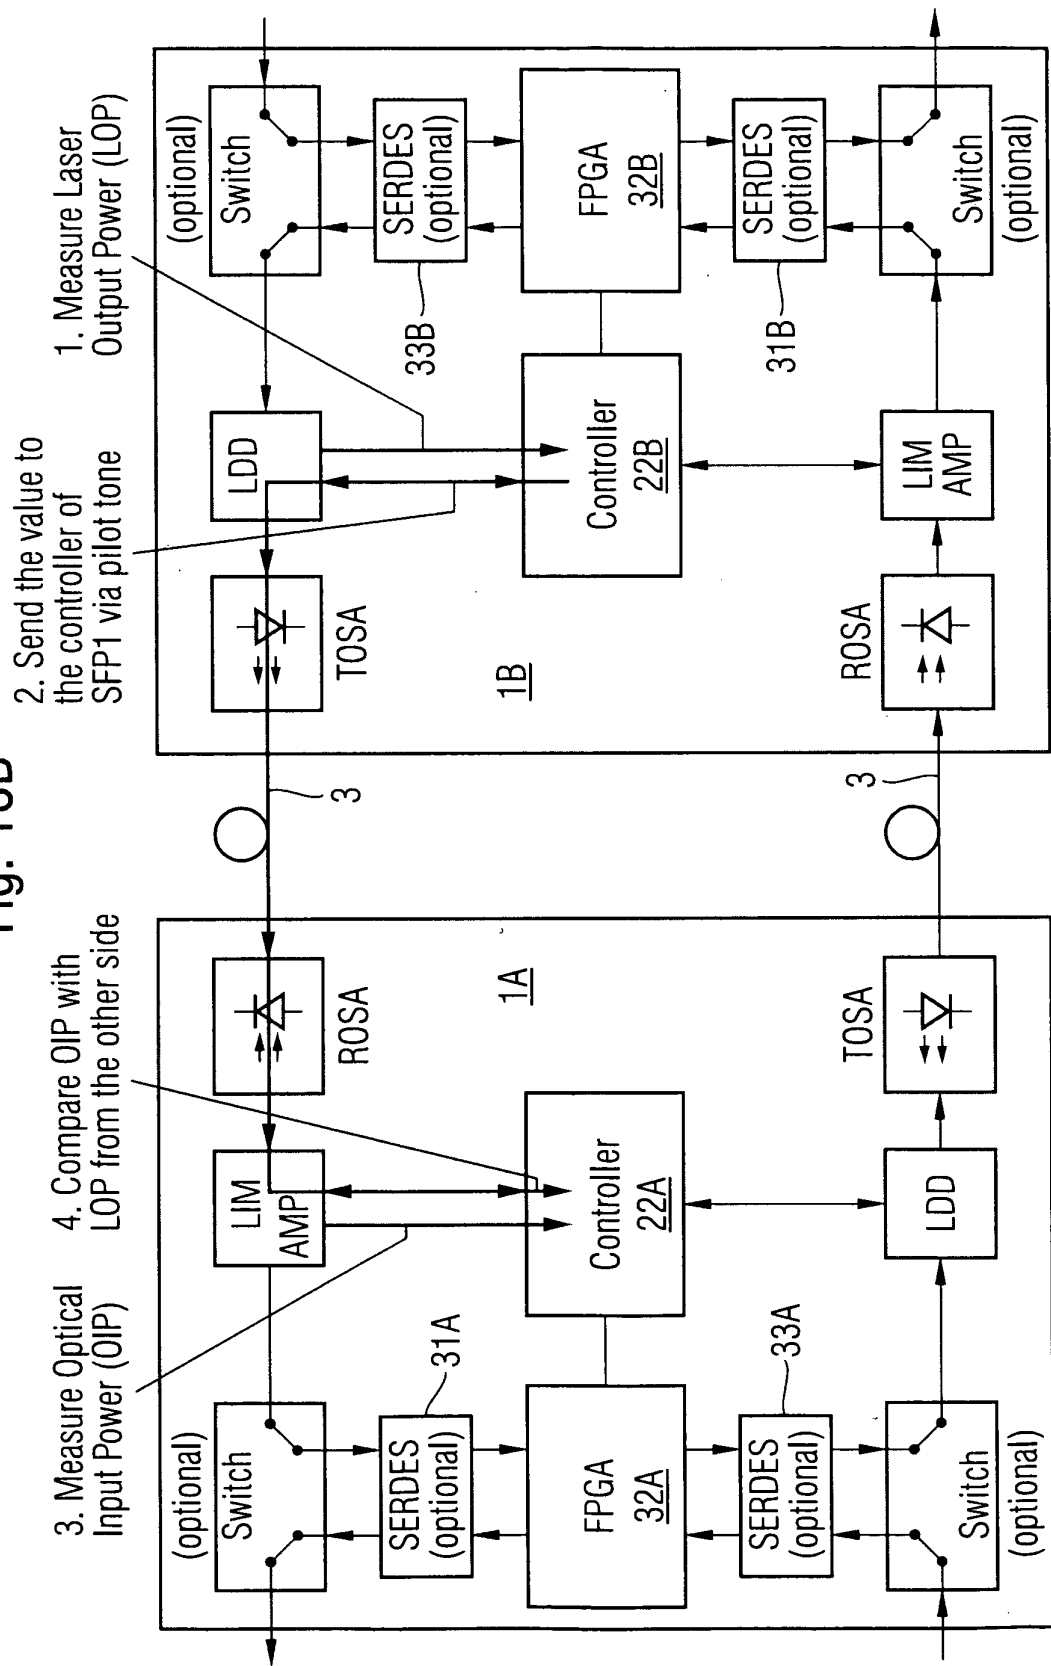 Fig. 10B
3. Measure Optical
Input Power (OIP)
4. Compare OIP with
LOP from the other side
2. Send the value to
the controller of
SFP1 via pilot tone
1. Measure Laser
Output Power (LOP)
(optional)
Switch
LIM
AMP
ROSA
3
TOSA
LDD
(optional)
Switch
31A
SERDES
(optional)
33B
SERDES
(optional)
FPGA
32A
Controller
22A
1A
1B
Controller
22B
FPGA
32B
33A
SERDES
(optional)
31B
SERDES
(optional)
Switch
(optional)
LDD
TOSA
3
ROSA
LIM
AMP
Switch
(optional)